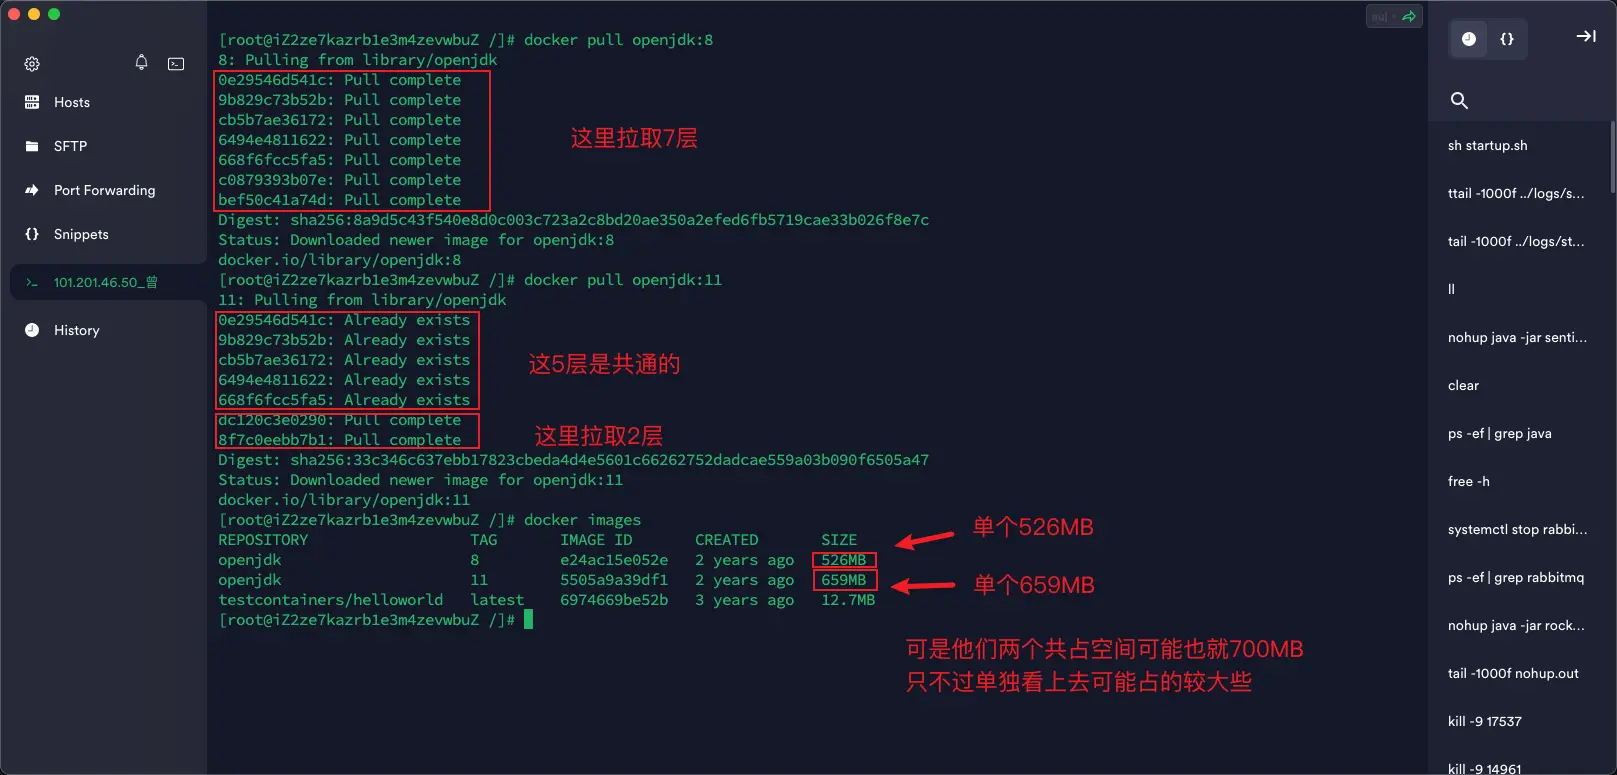 Hosts
SFTP
Port Forwarding
Snippets
101.201.46.50_曾
History
[root@iZ2ze7kazrb1e3m4zevwbuZ /]# docker pull openjdk:8
8: Pulling from library/openjdk
0e29546d541c: Pull complete
9b829c73b52b: Pull complete
cb5b7ae36172: Pull complete
6494e4811622: Pull complete
668f6fcc5fa5: Pull complete
c0879393b07e: Pull complete
bef50c41a74d: Pull complete
这里拉取7层
Digest: sha256:8a9d5c43f540e8d0c003c723a2c8bd20ae350a2efed6fb5719cae33b026f8e7c
Status: Downloaded newer image for openjdk:8
docker.io/library/openjdk:8
[root@iZ2ze7kazrb1e3m4zevwbuZ /]# docker pull openjdk:11
11: Pulling from library/openjdk
0e29546d541c: Already exists
9b829c73b52b: Already exists
cb5b7ae36172: Already exists
6494e4811622: Already exists
668f6fcc5fa5: Already exists
这5层是共通的
dc120c3e0290: Pull complete
8f7c0eebb7b1: Pull complete
这里拉取2层
Digest: sha256:33c346c637ebb17823cbeda4d4e5601c66262752dadcae559a03b090f6505a47
Status: Downloaded newer image for openjdk:11
docker.io/library/openjdk:11
[root@iZ2ze7kazrb1e3m4zevwbuZ /]# docker images
REPOSITORY TAG IMAGE ID CREATED SIZE
openjdk 8 e24ac15e052e 2 years ago 526MB
openjdk 11 5505a9a39df1 2 years ago 659MB
testcontainers/helloworld latest 6974669be52b 3 years ago 12.7MB
[root@iZ2ze7kazrb1e3m4zevwbuZ /]#
单个526MB
单个659MB
可是他们两个共占空间可能也就700MB
只不过单独看上去可能占的较大些
sh startup.sh
ttail -1000f ../logs/s...
tail -1000f ../logs/st...
ll
nohup java -jar senti...
clear
ps -ef | grep java
free -h
systemctl stop rabbi...
ps -ef | grep rabbitmq
nohup java -jar rock...
tail -1000f nohup.out
kill -9 17537
kill -9 14961